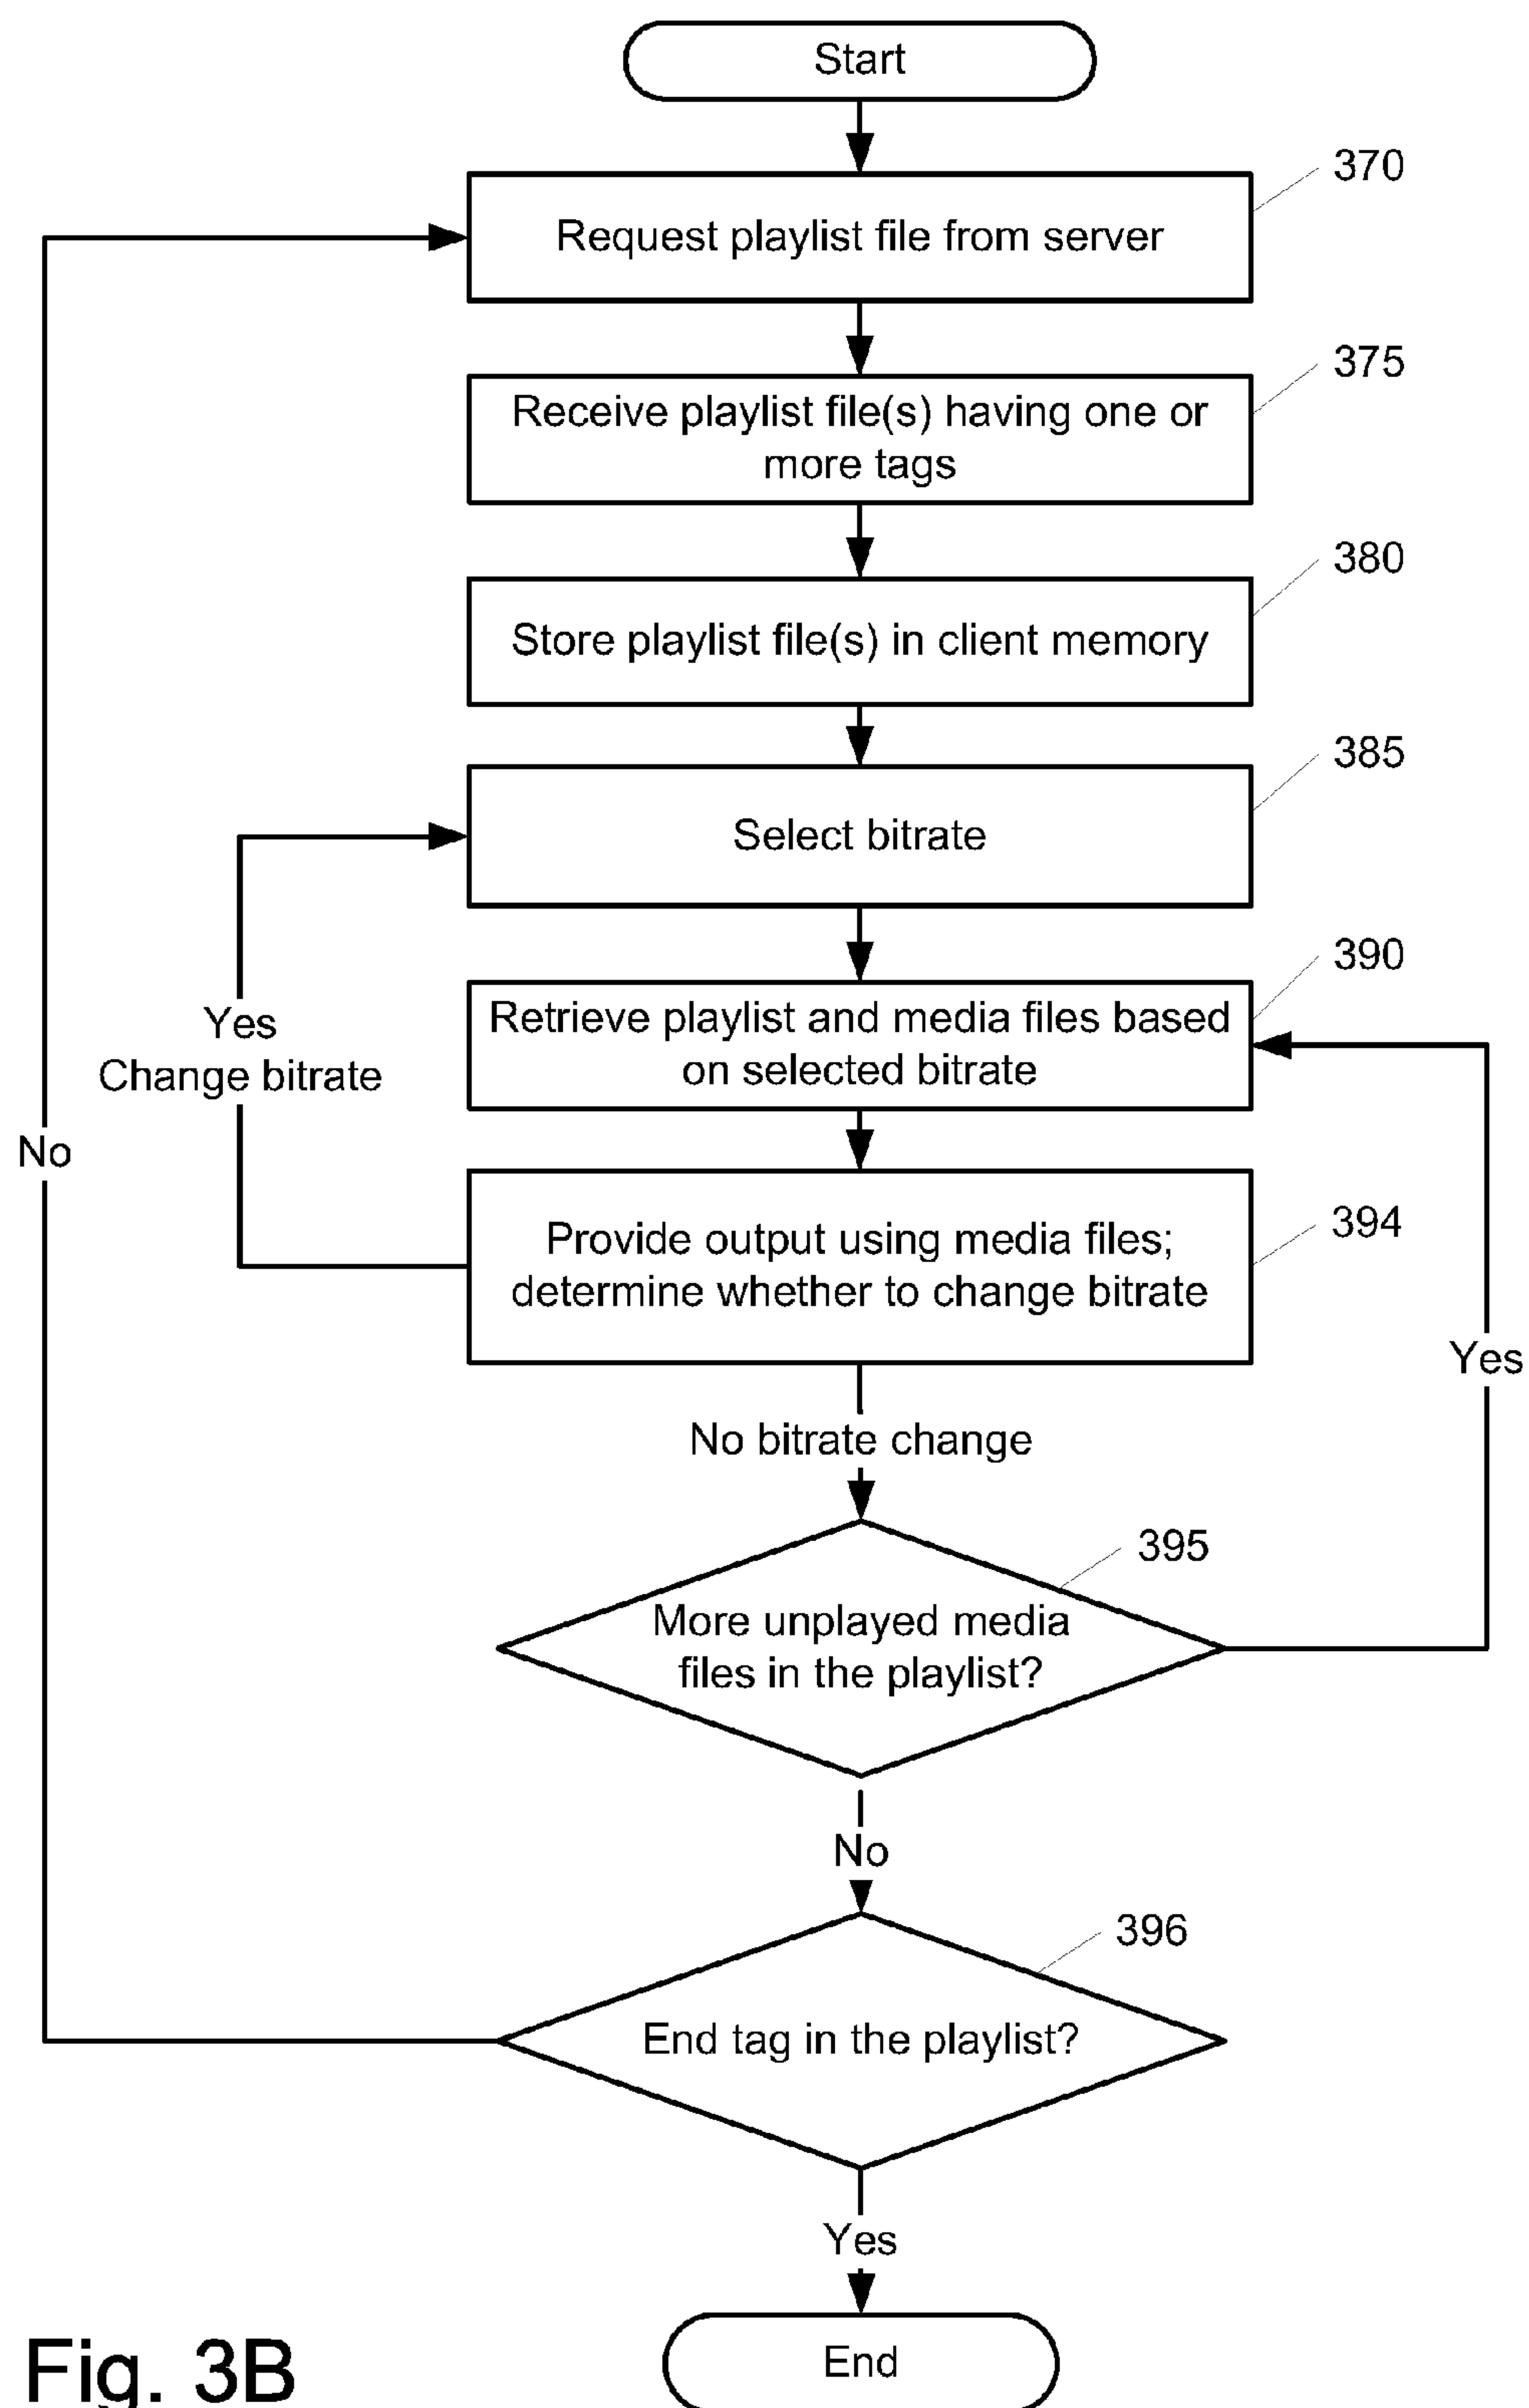 Start
370
Request playlist file from server
375
Receive playlist file(s) having one or
more tags
380
Store playlist file(s) in client memory
385
Select bitrate
390
Retrieve playlist and media files based
on selected bitrate
Yes
Change bitrate
No
394
Provide output using media files;
determine whether to change bitrate
Yes
No bitrate change
395
More unplayed media
files in the playlist?
No
396
End tag in the playlist?
Yes
End
Fig. 3B